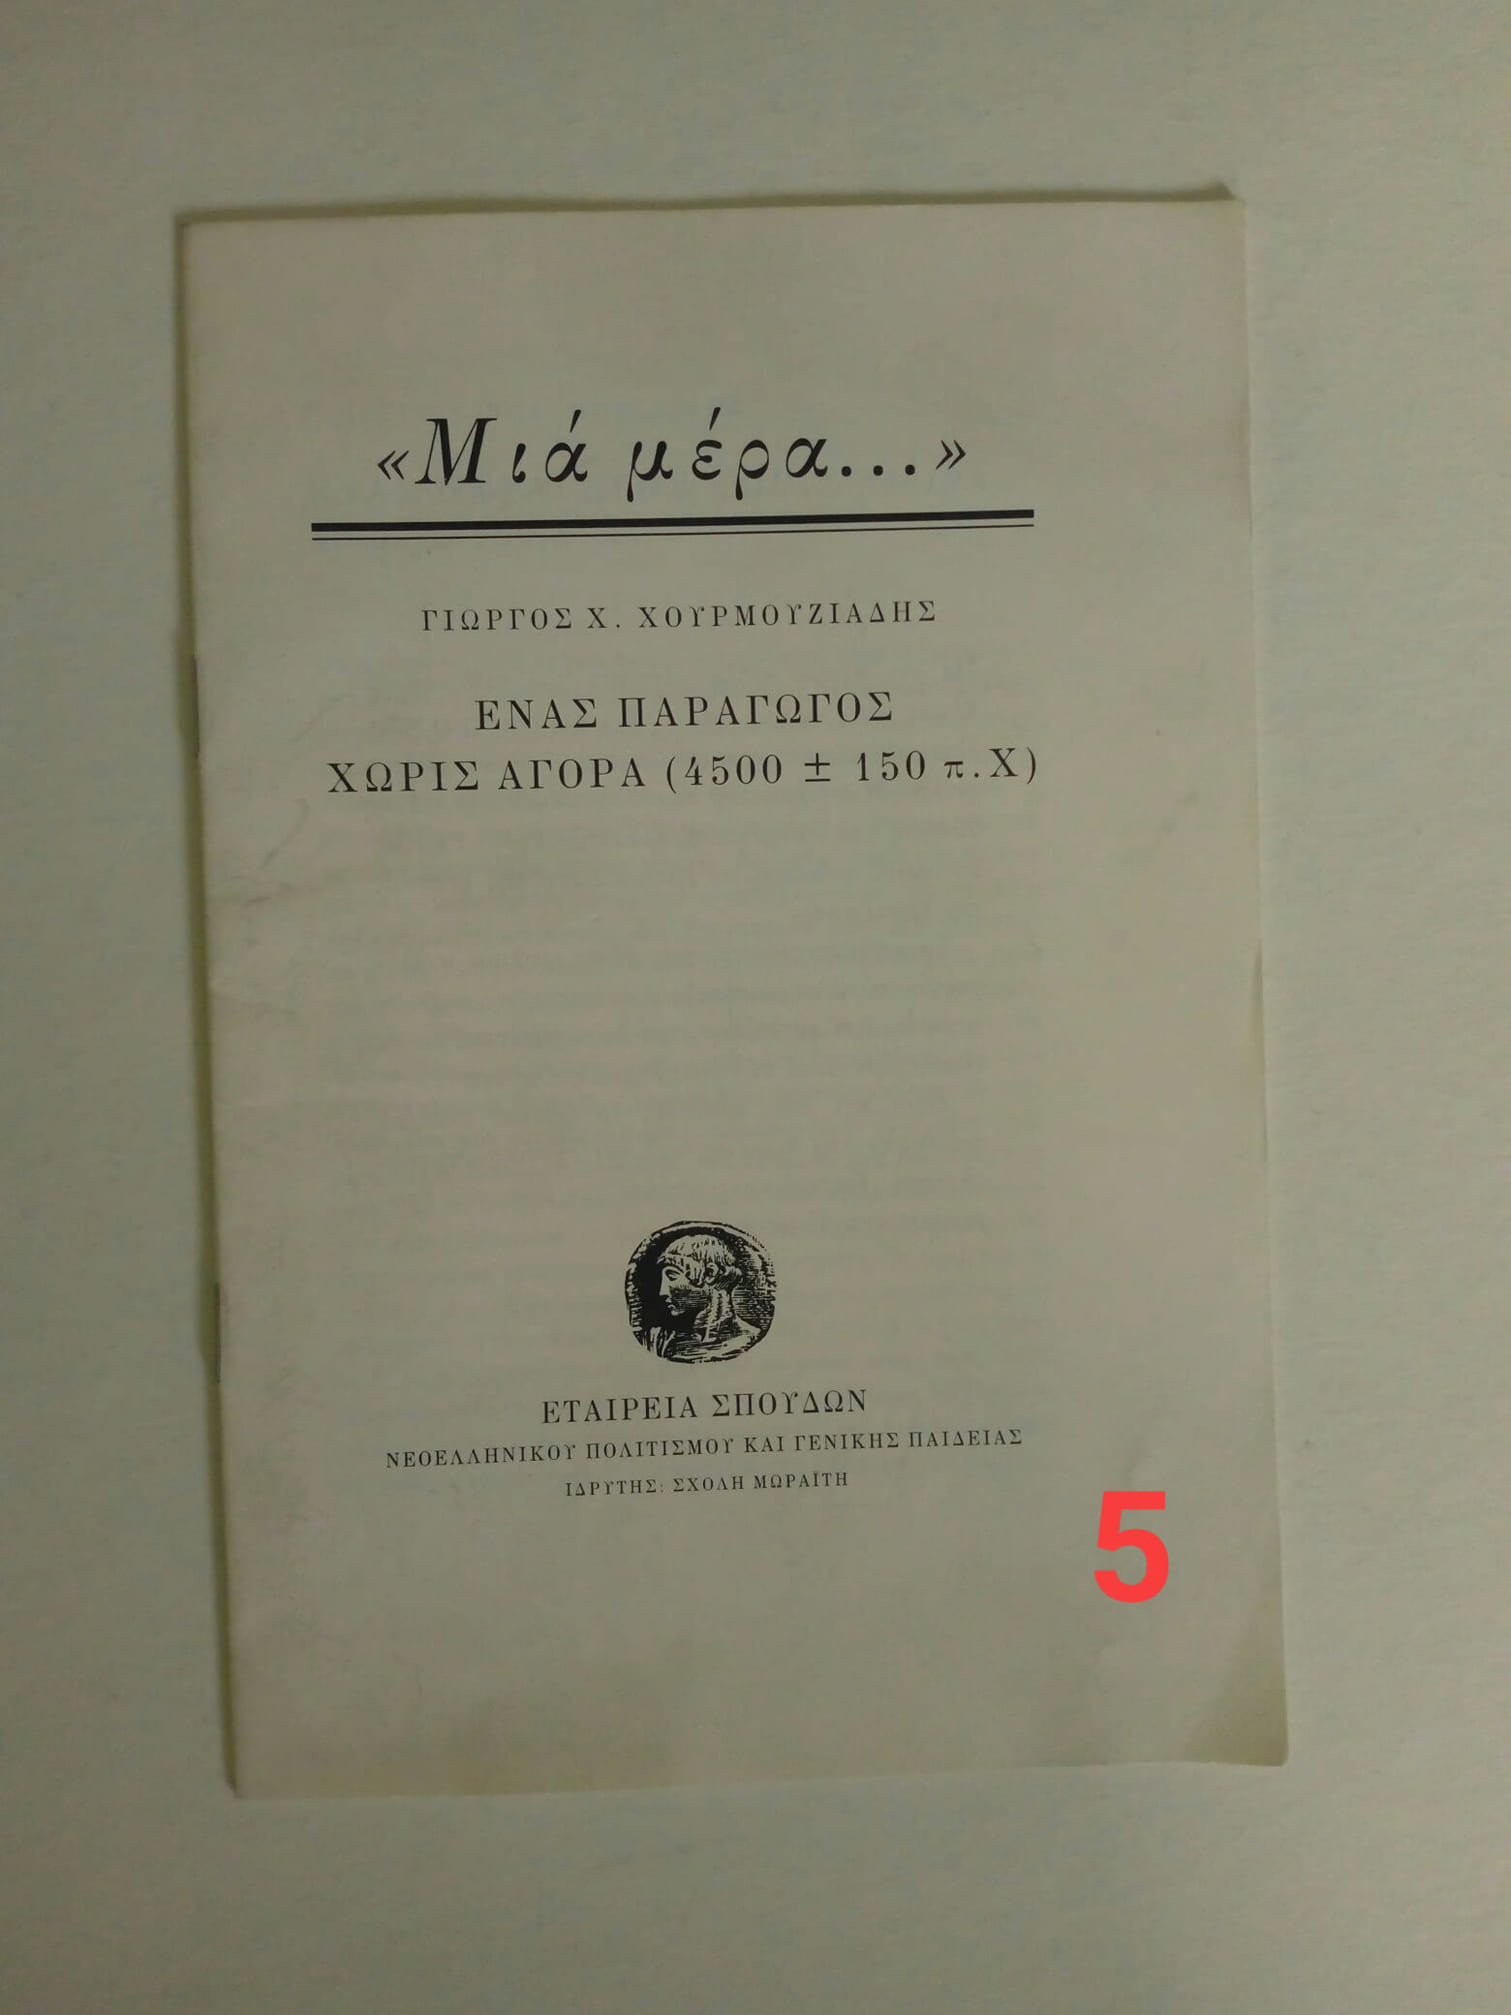 «Μιά μέρα...»
ΓΙΩΡΓΟΣ Χ. ΧΟΥΡΜΟΥΖΙΑΔΗΣ
ΕΝΑΣ ΠΑΡΑΓΩΓΟΣ
ΧΩΡΙΣ ΑΓΟΡΑ (4500 ± 150 π.Χ)
ΕΤΑΙΡΕΙΑ ΣΠΟΥΔΩΝ
ΝΕΟΕΛΛΗΝΙΚΟΥ ΠΟΛΙΤΙΣΜΟΥ ΚΑΙ ΓΕΝΙΚΗΣ ΠΑΙΔΕΙΑΣ
ΙΔΡΥΤΗΣ: ΣΧΟΛΗ ΜΩΡΑΪΤΗ
5